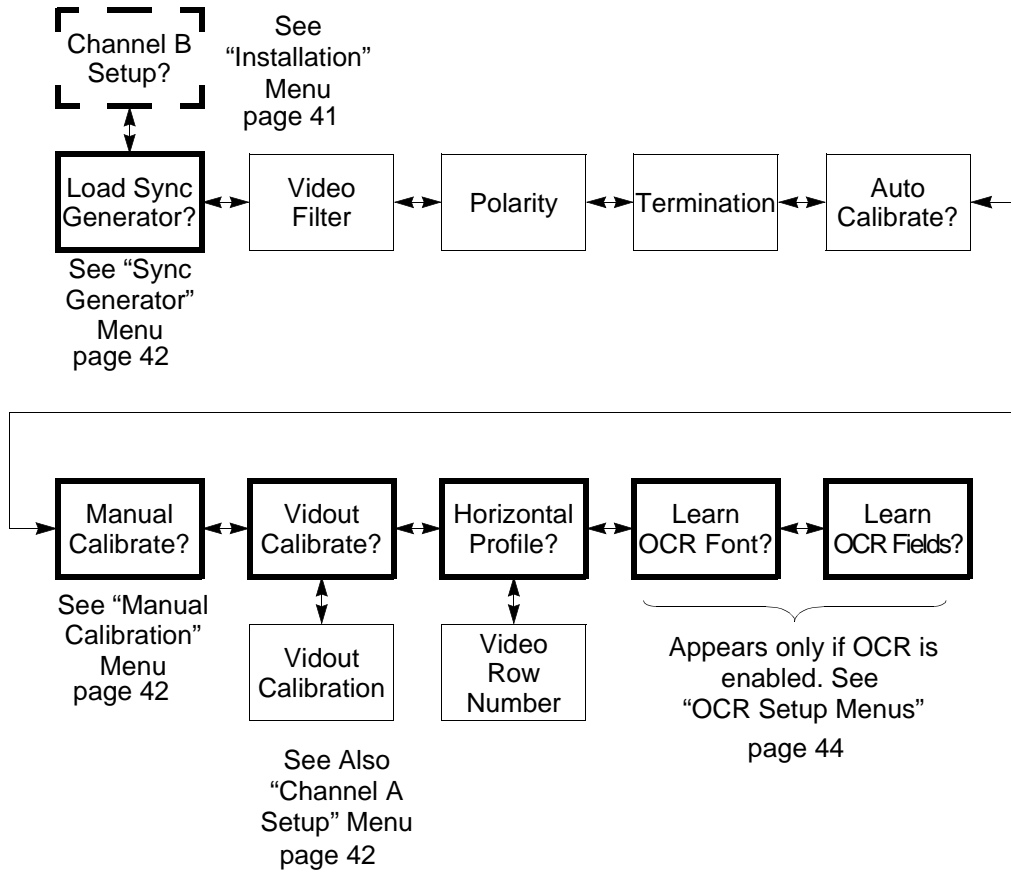 Channel B
Setup?
See
“Installation”
Menu
page 41
Load Sync
Generator?
Video
Filter
Polarity
Termination
Auto
Calibrate?
See “Sync
Generator”
Menu
page 42
Manual
Calibrate?
Vidout
Calibrate?
Horizontal
Profile?
Learn
OCR Font?
Learn
OCR Fields?
See “Manual
Calibration”
Menu
page 42
Vidout
Calibration
Video
Row
Number
Appears only if OCR is
enabled. See
“OCR Setup Menus”
page 44
See Also
“Channel A
Setup” Menu
page 42